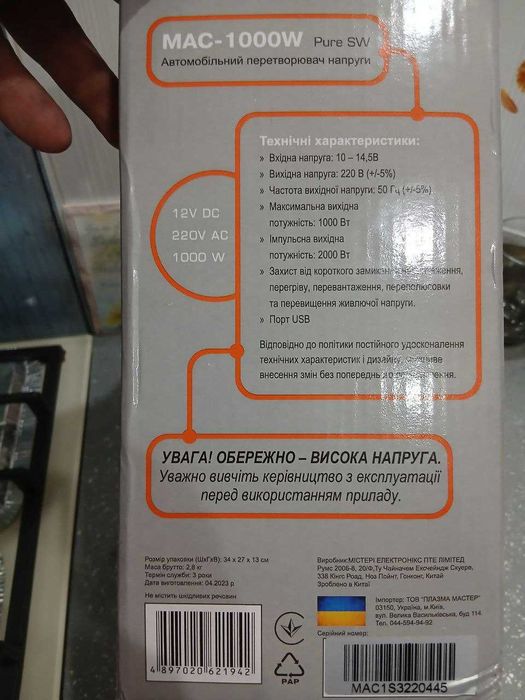 MAC-1000W Pure SW
Автомобільний перетворювач напруги
Технічні характеристики:
» Вхідна напруга: 10 – 14,5В
» Вихідна напруга: 220 В (+/-5%)
» Частота вихідної напруги: 50 Гц (+/-5%)
» Максимальна вихідна
потужність: 1000 Вт
» Імпульсна вихідна
потужність: 2000 Вт
» Захист від короткого замикання
перегріву, перевантаження, переполюсовки
та перевищення живлючої напруги.
» Порт USB
12V DC
220V AC
1000 W
Відповідно до політики постійного удосконалення
технічних характеристик і дизайну, можливе
внесення змін без попереднього повідомлення.
УВАГА! ОБЕРЕЖНО – ВИСОКА НАПРУГА.
Уважно вивчіть керівництво з експлуатації
перед використанням приладу.
Розмір упаковки (ШхГхВ): 34 x 27 x 13 см
Маса брутто: 2,8 кг
Термін служби: 3 роки
Дата виготовлення: 04.2023 р
Не містить шкідливих речовин
Виробник: МІСТЕРІ ЕЛЕКТРОНІКС ПТЕ ЛІМІТЕД
Румс 2006-8, 20/Ф,Ту Чайначем Ексчейндж Скуере,
338 Кінгс Роад, Ноз Пойнт, Гонконг, Китай
Зроблено в Китаї
Імпортер: ТОВ "ПЛАЗМА МАСТЕР"
03150, Україна, м.Київ,
вул. Велика Васильківська, буд 114
Тел. 044-594-94-92
Серійний номер:
4 897020 621942
PAP
MAC1S3220445